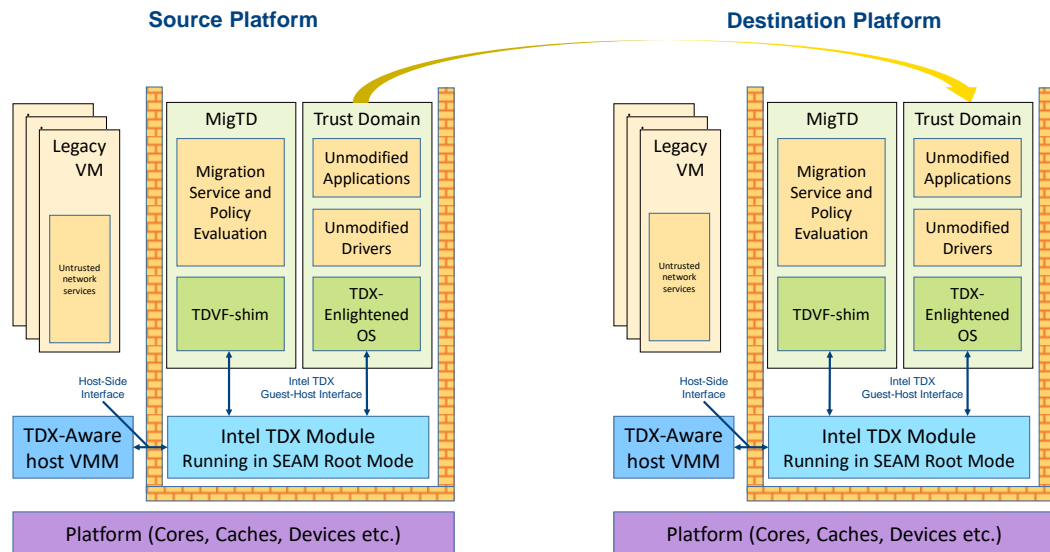 Source Platform
Legacy
VM
Untrusted
network
services
MigTD
Migration
Service and
Policy
Evaluation
TDVF-shim
Trust Domain
Unmodified
Applications
Unmodified
Drivers
TDX-
Enlightened
OS
Host-Side
Interface
Intel TDX
Guest-Host Interface
TDX-Aware
host VMM
Intel TDX Module
Running in SEAM Root Mode
Platform (Cores, Caches, Devices etc.)
Destination Platform
Legacy
VM
Untrusted
network
services
MigTD
Migration
Service and
Policy
Evaluation
TDVF-shim
Trust Domain
Unmodified
Applications
Unmodified
Drivers
TDX-
Enlightened
OS
Host-Side
Interface
Intel TDX
Guest-Host Interface
TDX-Aware
host VMM
Intel TDX Module
Running in SEAM Root Mode
Platform (Cores, Caches, Devices etc.)